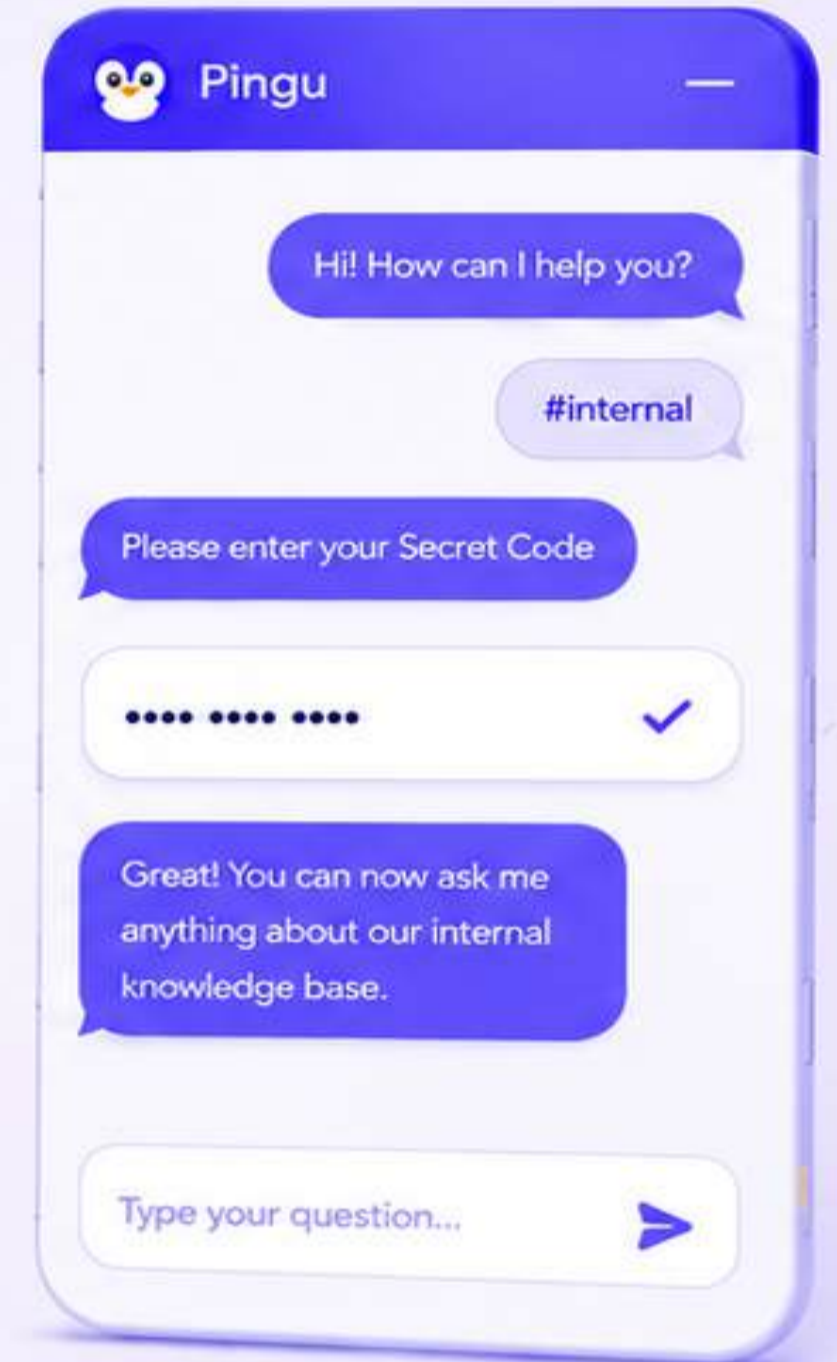 Pingu
Hi! How can I help you?
#internal
Please enter your Secret Code
•••• •••• ••••
Great! You can now ask me
anything about our internal
knowledge base.
Type your question...